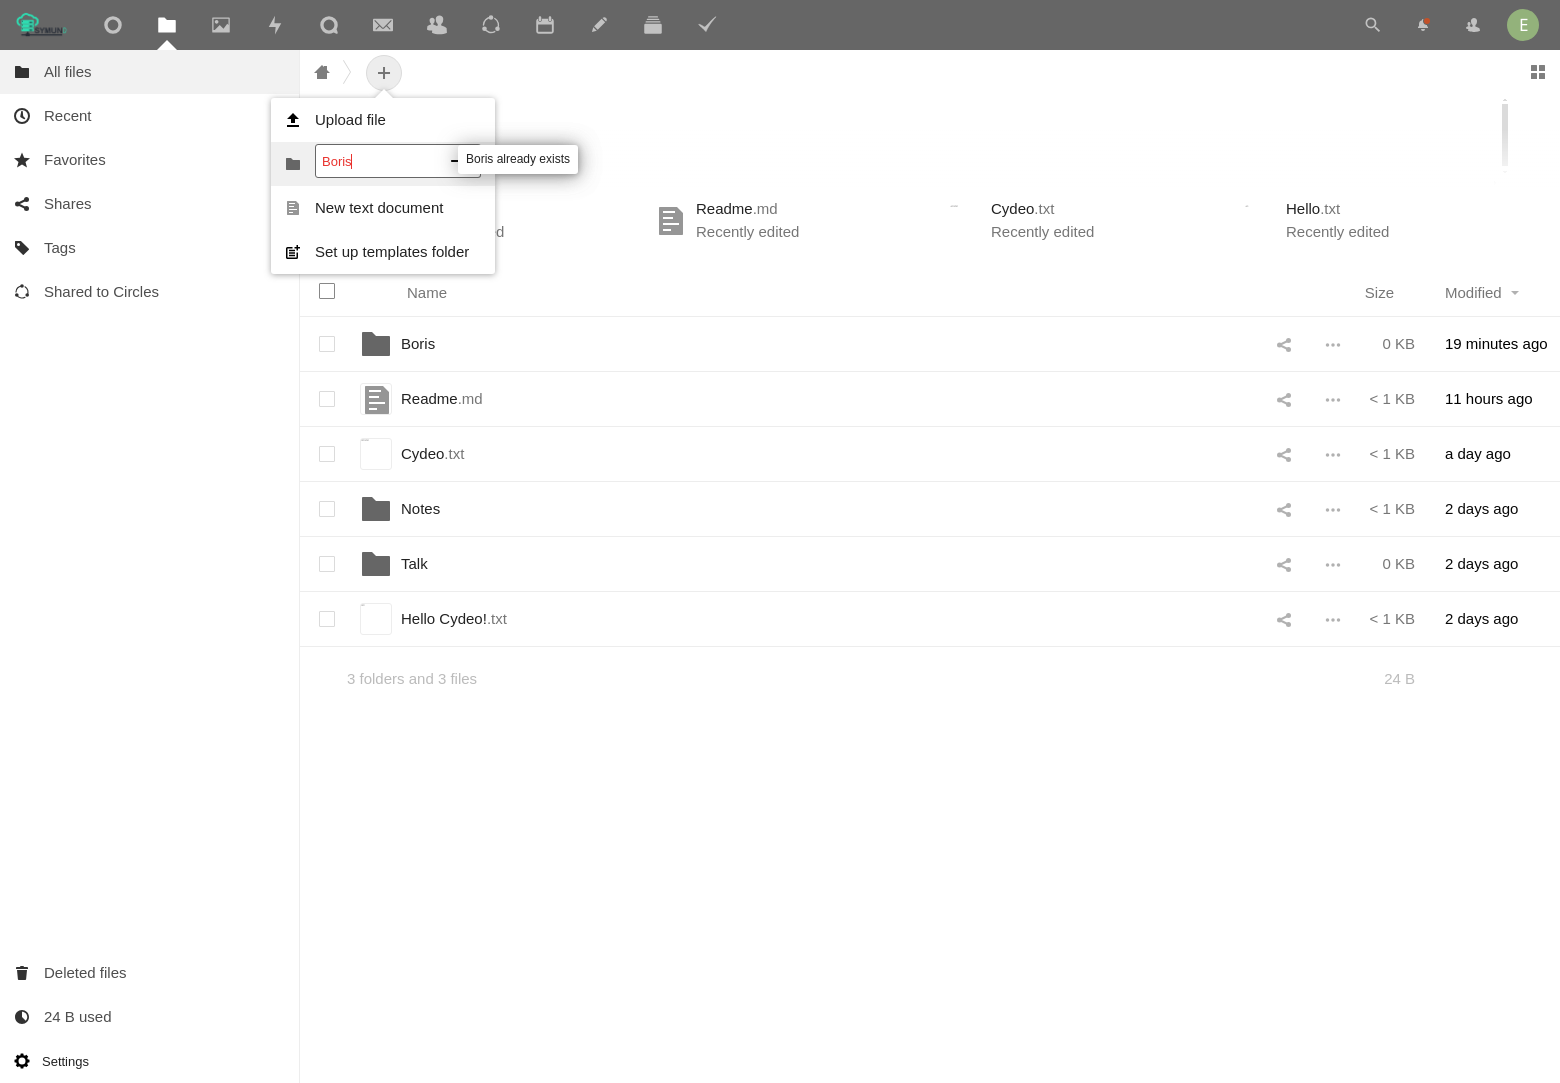 SYMUN
E
All files
Recent
Favorites
Shares
Tags
Shared to Circles
Upload file
Boris
Boris already exists
New text document
Set up templates folder
ed
Readme.md
Recently edited
Cydeo.txt
Recently edited
Hello.txt
Recently edited
Name Size Modified
Boris 0 KB 19 minutes ago
Readme.md < 1 KB 11 hours ago
Cydeo.txt < 1 KB a day ago
Notes < 1 KB 2 days ago
Talk 0 KB 2 days ago
Hello Cydeo!.txt < 1 KB 2 days ago
3 folders and 3 files 24 B
Deleted files
24 B used
Settings